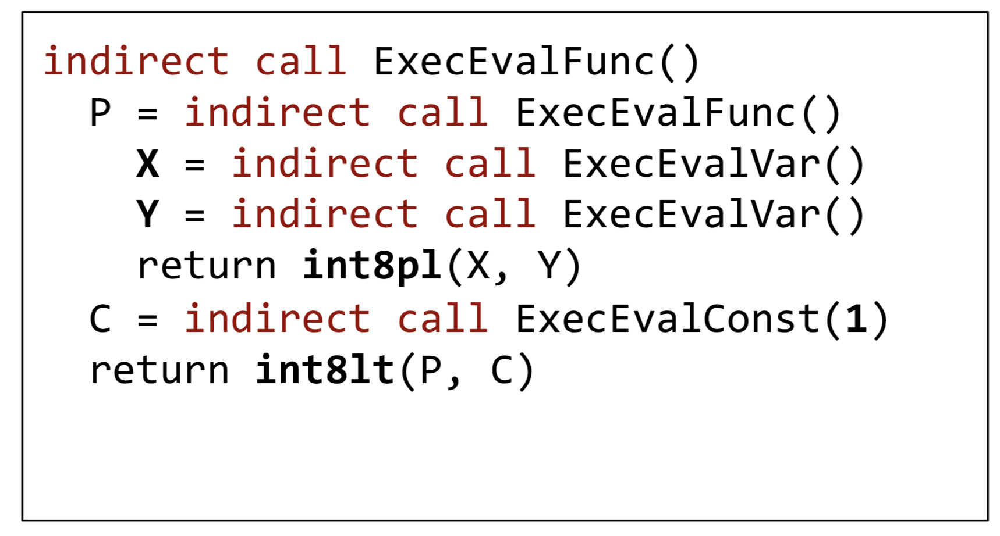 indirect call ExecEvalFunc()
P = indirect call ExecEvalFunc()
X = indirect call ExecEvalVar()
Y = indirect call ExecEvalVar()
return int8pl(X, Y)
C = indirect call ExecEvalConst(1)
return int8lt(P, C)